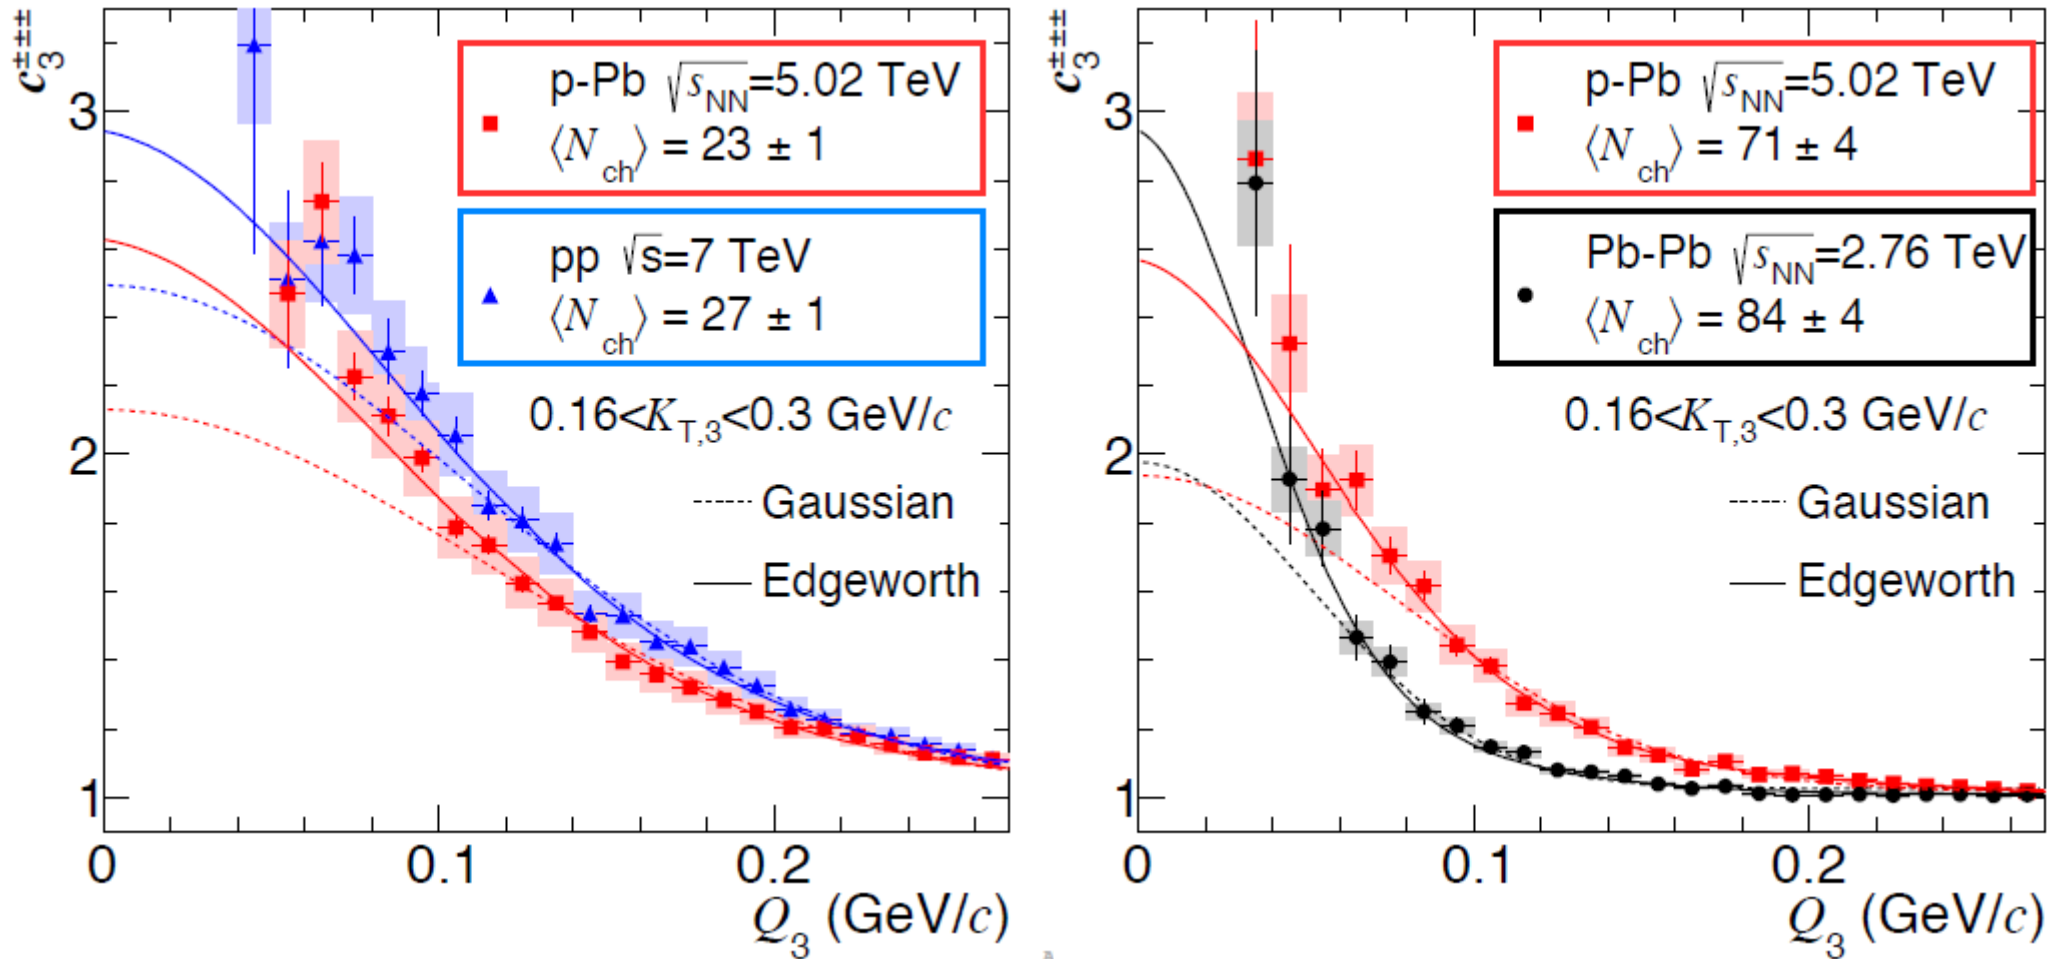 c₃^±±±
3
2
1
0
0.1
0.2
Q₃ (GeV/c)
p-Pb √s_NN=5.02 TeV
⟨N_ch⟩ = 23 ± 1
pp √s=7 TeV
⟨N_ch⟩ = 27 ± 1
0.16<K_T,3<0.3 GeV/c
Gaussian
Edgeworth
c₃^±±±
3
2
1
0
0.1
0.2
Q₃ (GeV/c)
p-Pb √s_NN=5.02 TeV
⟨N_ch⟩ = 71 ± 4
Pb-Pb √s_NN=2.76 TeV
⟨N_ch⟩ = 84 ± 4
0.16<K_T,3<0.3 GeV/c
Gaussian
Edgeworth